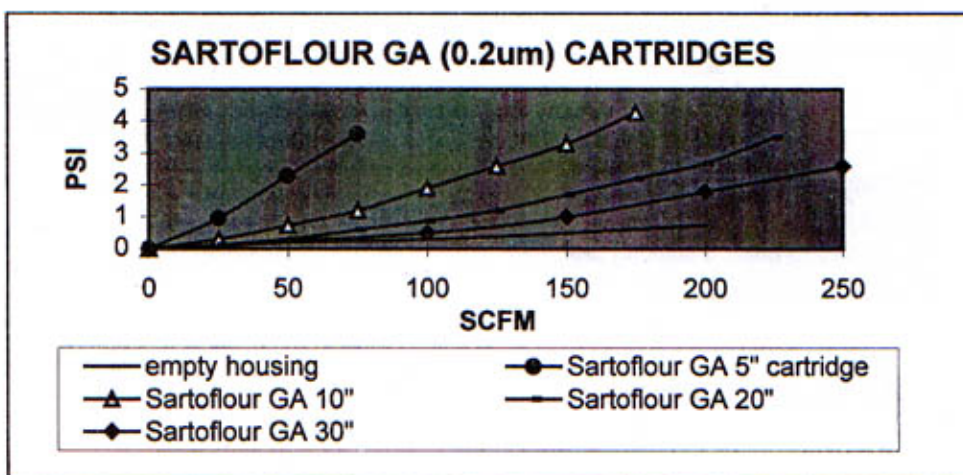 SARTOFLOUR GA (0.2um) CARTRIDGES
5
4
3
2
1
0
PSI
0 50 100 150 200 250
SCFM
empty housing
Sartoflour GA 5" cartridge
Sartoflour GA 10"
Sartoflour GA 20"
Sartoflour GA 30"